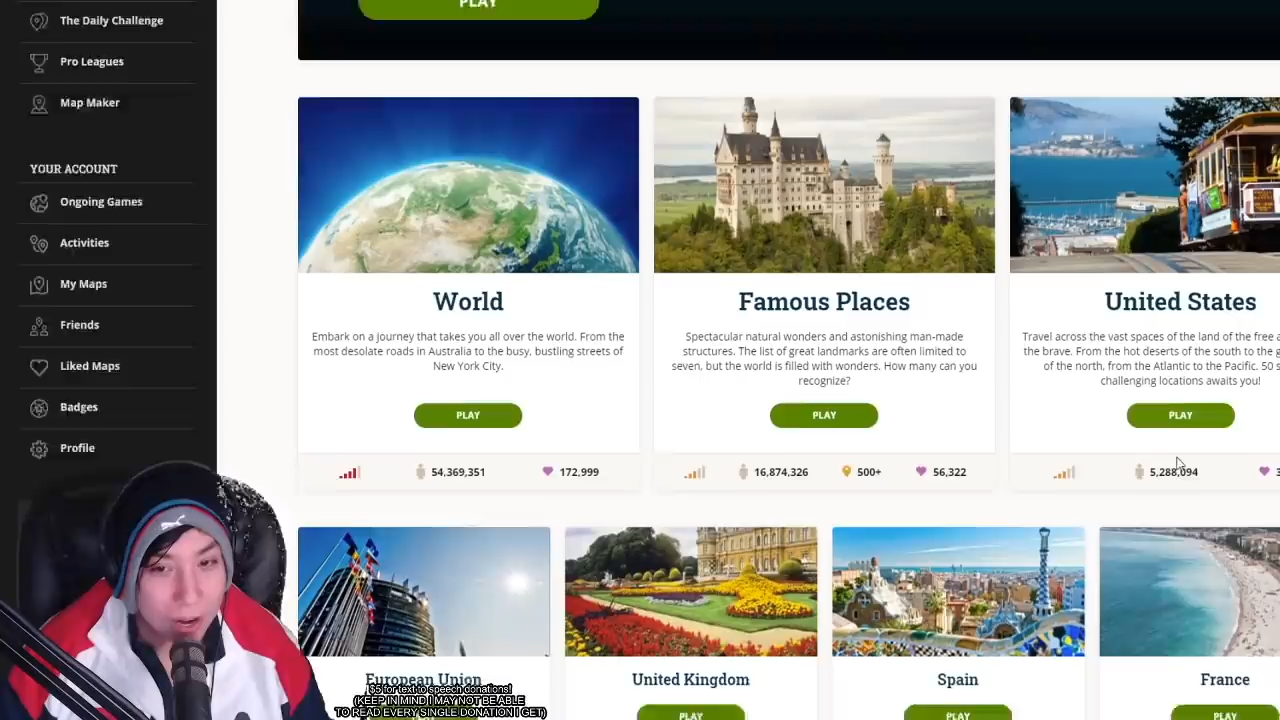 PLAY
The Daily Challenge
Pro Leagues
Map Maker
YOUR ACCOUNT
Ongoing Games
Activities
My Maps
Friends
Liked Maps
Badges
Profile
World
Embark on a journey that takes you all over the world. From the
most desolate roads in Australia to the busy, bustling streets of
New York City.
PLAY
54,369,351
172,999
Famous Places
Spectacular natural wonders and astonishing man-made
structures. The list of great landmarks are often limited to
seven, but the world is filled with wonders. How many can you
recognize?
PLAY
16,874,326
500+
56,322
United States
Travel across the vast spaces of the land of the free
the brave. From the hot deserts of the south to the
of the north, from the Atlantic to the Pacific. 50
challenging locations awaits you!
PLAY
5,288,094
European Union
United Kingdom
PLAY
Spain
PLAY
France
PLAY
$5 for text to speech donations!
(KEEP IN MIND I MAY NOT BE ABLE
TO READ EVERY SINGLE DONATION I GET)